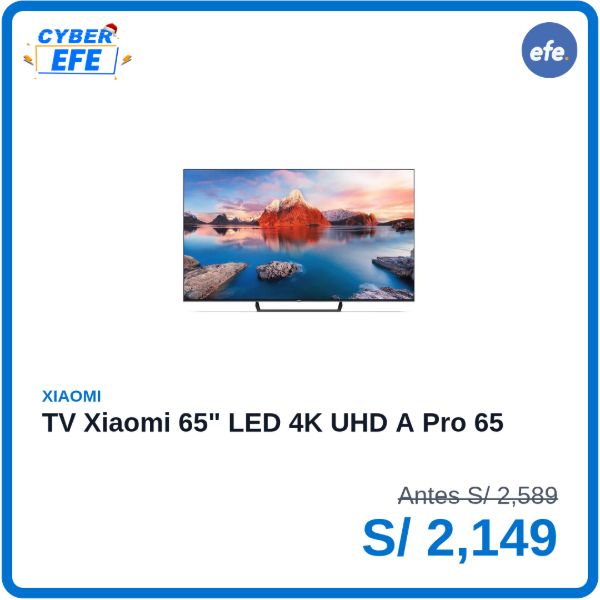 CYBER
EFE
efe.
XIAOMI
TV Xiaomi 65" LED 4K UHD A Pro 65
Antes S/ 2,589
S/ 2,149